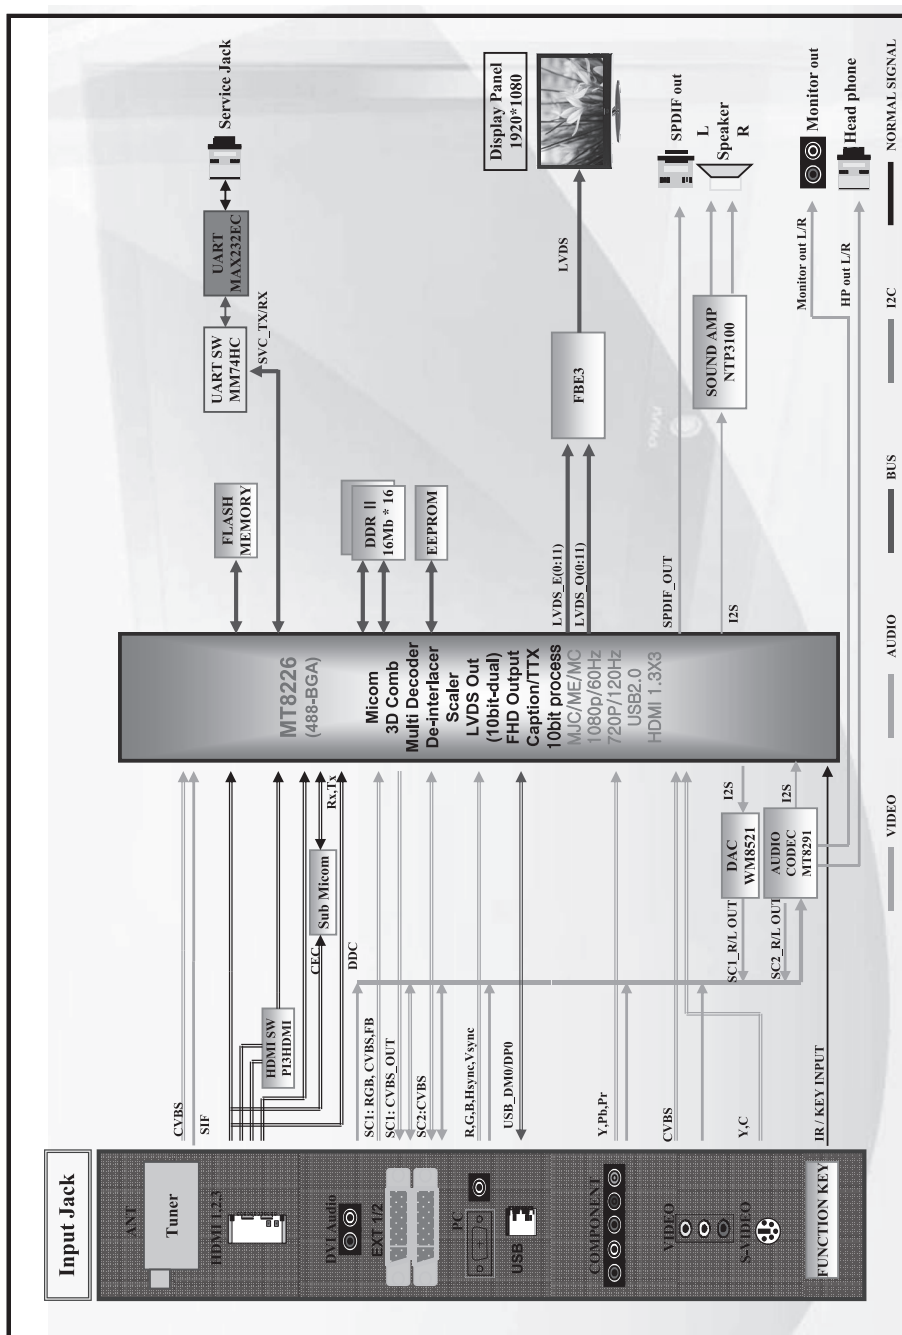 Input Jack
ANT
Tuner
HDMI 1,2,3
DVI Audio
EXT 1/2
PC
USB
COMPONENT
VIDEO
S-VIDEO
FUNCTION KEY
CVBS
SIF
HDMI SW
PI3HDMI
CEC
Sub Micom
Rx,Tx
DDC
SC1: RGB, CVBS,FB
SC1: CVBS_OUT
SC2:CVBS
R,G,B,Hsync,Vsync
USB_DM0/DP0
Y,Pb,Pr
CVBS
Y,C
IR / KEY INPUT
SC1_R/L OUT
DAC
WM8521
I2S
SC2_R/L OUT
AUDIO
CODEC
MT8291
I2S
MT8226
(488-BGA)
Micom
3D Comb
Multi Decoder
De-interlacer
Scaler
LVDS Out
(10bit-dual)
FHD Output
Caption/TTX
10bit process
MJC/ME/MC
1080p/60Hz
720P/120Hz
USB2.0
HDMI 1.3X3
FLASH
MEMORY
DDR II
16Mb * 16
EEPROM
LVDS_E(0:11)
LVDS_O(0:11)
SPDIF_OUT
I2S
UART SW
MM74HC
SVC_TX/RX
UART
MAX232EC
Service Jack
FBE3
LVDS
Display Panel
1920*1080
SOUND AMP
NTP3100
SPDIF out
L
Speaker
R
Monitor out L/R
HP out L/R
Monitor out
Head phone
VIDEO
AUDIO
BUS
I2C
NORMAL SIGNAL